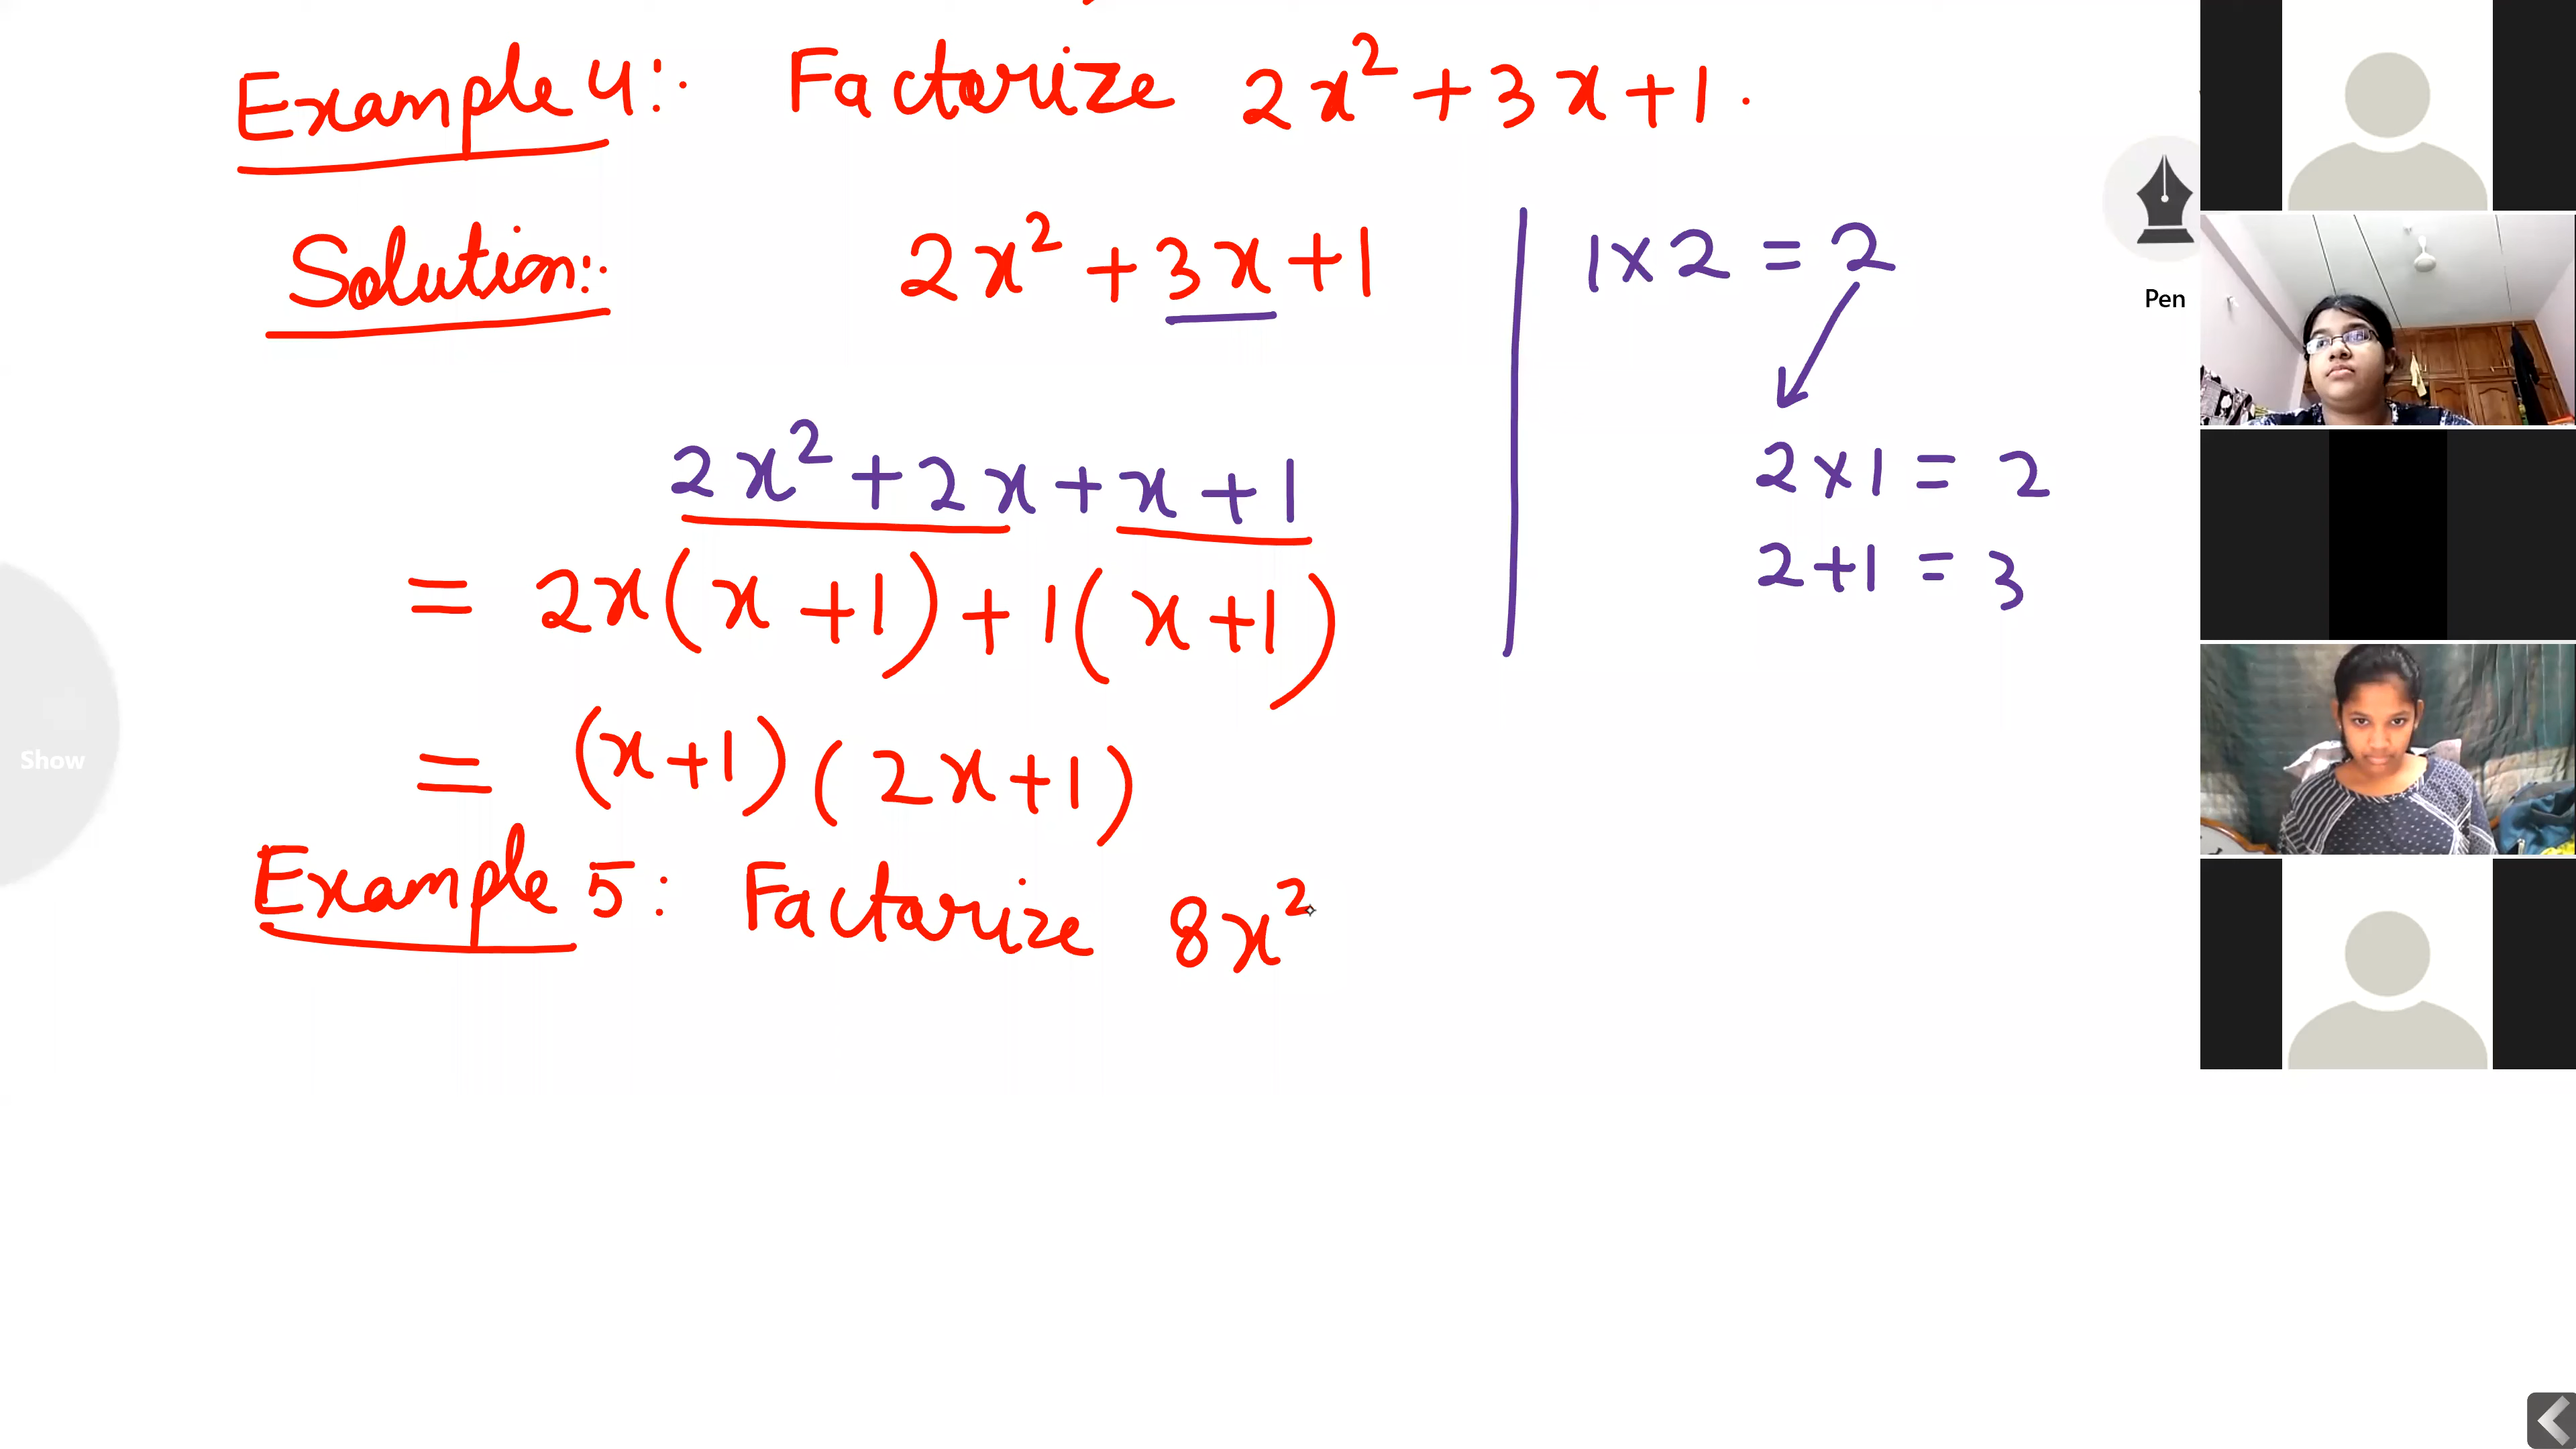 Example 4:. Factorize 2x² + 3x + 1.
Solution:. 2x² + 3x + 1
1 × 2 = 2
2x² + 2x + x + 1
2 × 1 = 2
= 2x(x + 1) + 1(x + 1)
2 + 1 = 3
= (x+1)(2x+1)
Example 5: Factorize 8x²
Pen
Show